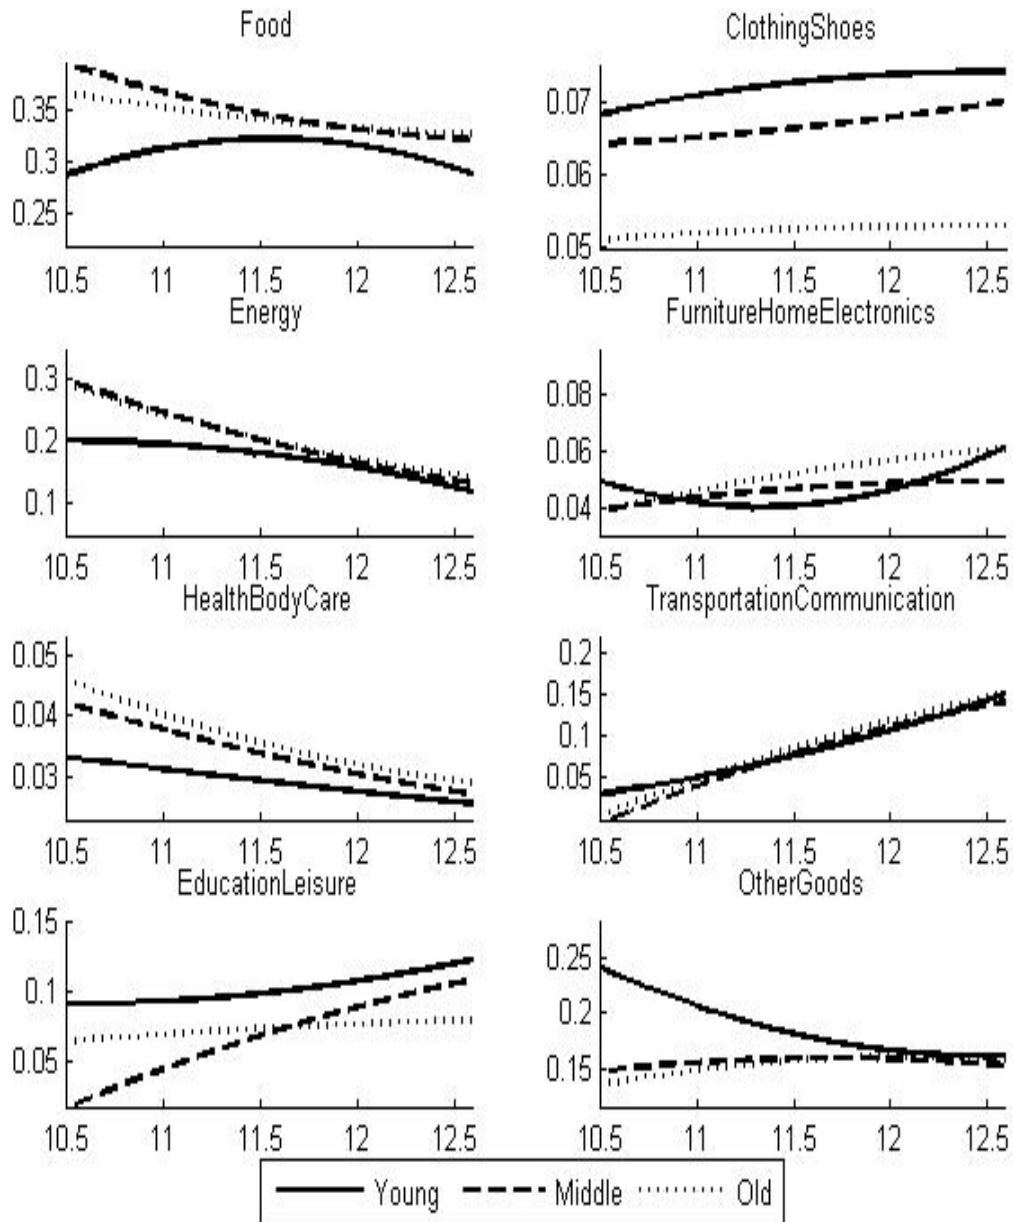 Food
0.35
0.3
0.25
10.5 11 11.5 12 12.5
ClothingShoes
0.07
0.06
0.05
10.5 11 11.5 12 12.5
Energy
0.3
0.2
0.1
10.5 11 11.5 12 12.5
FurnitureHomeElectronics
0.08
0.06
0.04
10.5 11 11.5 12 12.5
HealthBodyCare
0.05
0.04
0.03
10.5 11 11.5 12 12.5
TransportationCommunication
0.2
0.15
0.1
0.05
10.5 11 11.5 12 12.5
EducationLeisure
0.15
0.1
0.05
10.5 11 11.5 12 12.5
OtherGoods
0.25
0.2
0.15
10.5 11 11.5 12 12.5
Young Middle Old